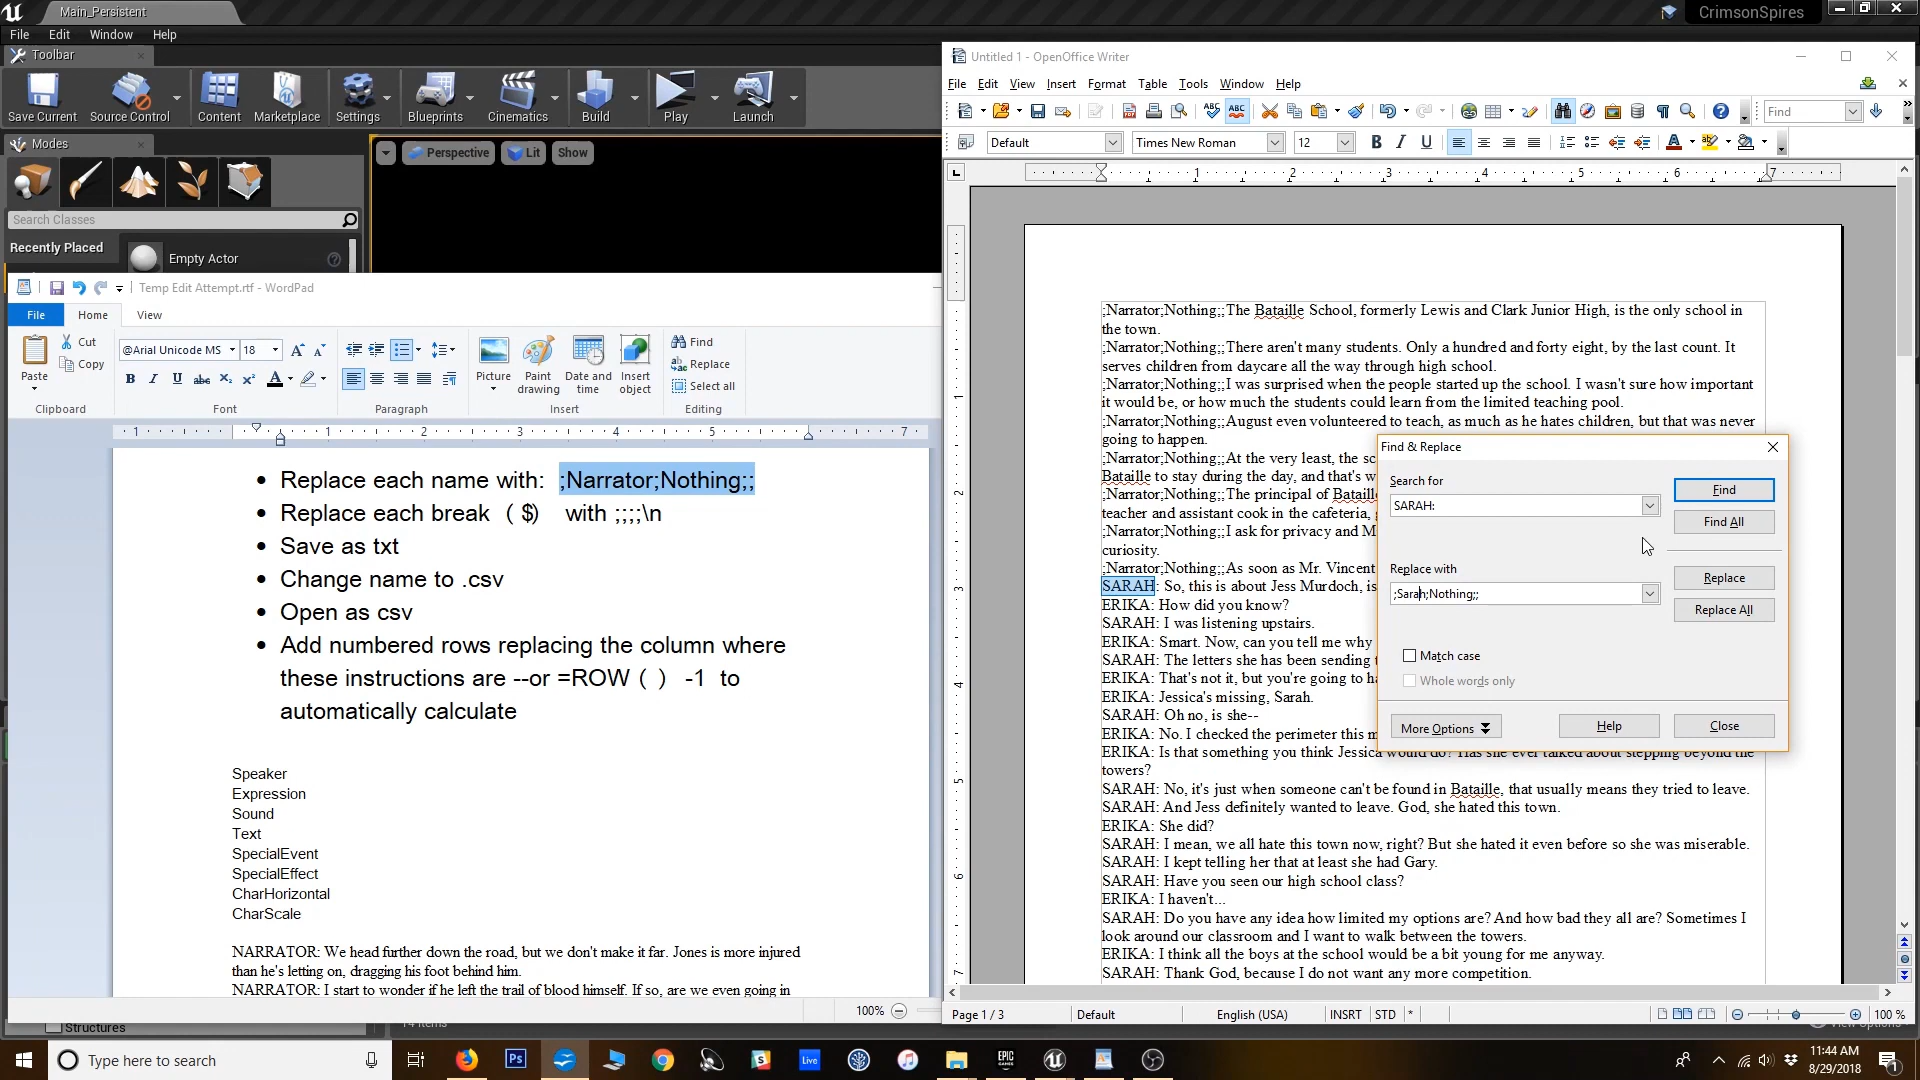 Main_Persistent
CrimsonSpires
File Edit Window Help
Toolbar
Save Current Source Control Content Marketplace Settings Blueprints Cinematics Build Play Launch
Modes
Perspective Lit Show
Search Classes
Recently Placed
Empty Actor
Temp Edit Attempt.rtf - WordPad
File Home View
Paste
Cut
Copy
Clipboard
@Arial Unicode MS 18
Font
Paragraph
Picture Paint drawing Date and time Insert object
Insert
Find
Replace
Select all
Editing
1 1 2 3 4 5 7
• Replace each name with: ;Narrator;Nothing;;
• Replace each break ( $) with ;;;;\n
• Save as txt
• Change name to .csv
• Open as csv
• Add numbered rows replacing the column where
these instructions are --or =ROW ( ) -1 to
automatically calculate
Speaker
Expression
Sound
Text
SpecialEvent
SpecialEffect
CharHorizontal
CharScale
NARRATOR: We head further down the road, but we don't make it far. Jones is more injured
than he's letting on, dragging his foot behind him.
NARRATOR: I start to wonder if he left the trail of blood himself. If so, are we even going in
100%
Structures
14 items
View Options
Untitled 1 - OpenOffice Writer
File Edit View Insert Format Table Tools Window Help
Find
Default Times New Roman 12 B I U
1 2 3 4 5 6 7
;Narrator;Nothing;;The Bataille School, formerly Lewis and Clark Junior High, is the only school in
the town.
;Narrator;Nothing;;There aren't many students. Only a hundred and forty eight, by the last count. It
serves children from daycare all the way through high school.
;Narrator;Nothing;;I was surprised when the people started up the school. I wasn't sure how important
it would be, or how much the students could learn from the limited teaching pool.
;Narrator;Nothing;;August even volunteered to teach, as much as he hates children, but that was never
going to happen.
;Narrator;Nothing;;At the very least, the sc
Bataille to stay during the day, and that's w
;Narrator;Nothing;;The principal of Bataill
teacher and assistant cook in the cafeteria, g
;Narrator;Nothing;;I ask for privacy and M
curiosity.
;Narrator;Nothing;;As soon as Mr. Vincent
SARAH: So, this is about Jess Murdoch, is
ERIKA: How did you know?
SARAH: I was listening upstairs.
ERIKA: Smart. Now, can you tell me why
SARAH: The letters she has been sending t
ERIKA: That's not it, but you're going to ha
ERIKA: Jessica's missing, Sarah.
SARAH: Oh no, is she--
ERIKA: No. I checked the perimeter this m
ERIKA: Is that something you think Jessica would do? Has she ever talked about stepping beyond the
towers?
SARAH: No, it's just when someone can't be found in Bataille, that usually means they tried to leave.
SARAH: And Jess definitely wanted to leave. God, she hated this town.
ERIKA: She did?
SARAH: I mean, we all hate this town now, right? But she hated it even before so she was miserable.
SARAH: I kept telling her that at least she had Gary.
SARAH: Have you seen our high school class?
ERIKA: I haven't...
SARAH: Do you have any idea how limited my options are? And how bad they all are? Sometimes I
look around our classroom and I want to walk between the towers.
ERIKA: I think all the boys at the school would be a bit young for me anyway.
SARAH: Thank God, because I do not want any more competition.
Find & Replace
Search for
SARAH:
Find
Find All
Replace with
;Sarah;Nothing;;
Replace
Replace All
Match case
Whole words only
More Options
Help
Close
Page 1 / 3 Default English (USA) INSRT STD * 100 %
Type here to search
Ps
Live
EPIC GAMES
11:44 AM
8/29/2018
1